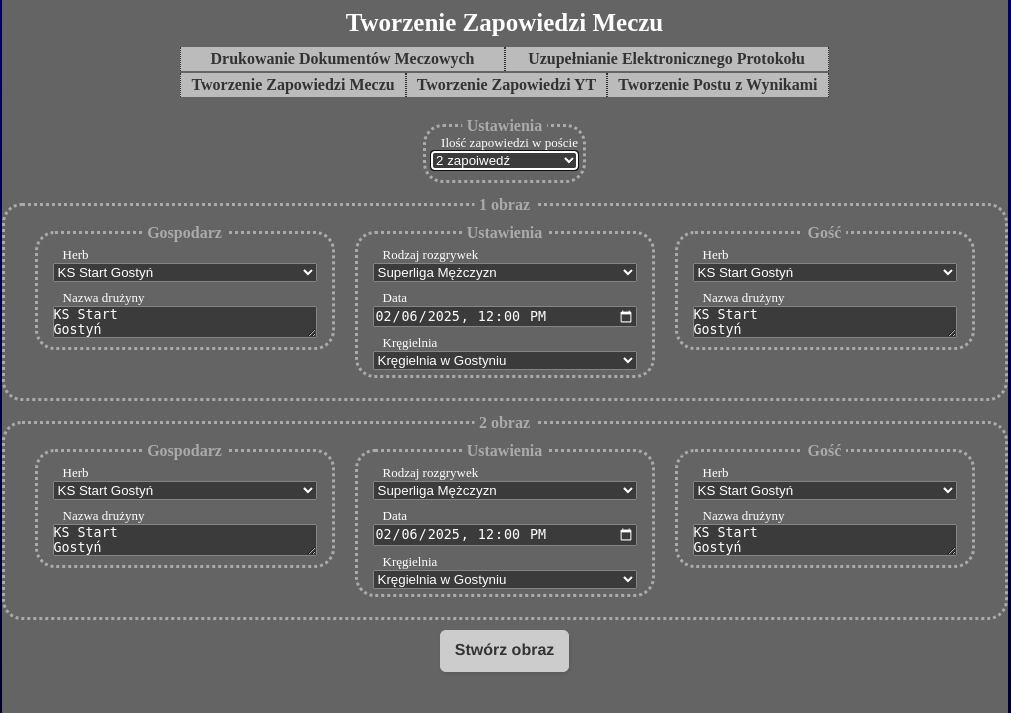 Tworzenie Zapowiedzi Meczu
Drukowanie Dokumentów Meczowych Uzupełnianie Elektronicznego Protokołu
Tworzenie Zapowiedzi Meczu Tworzenie Zapowiedzi YT Tworzenie Postu z Wynikami
Ustawienia
Ilość zapowiedzi w poście
2 zapoiwedź
1 obraz
Gospodarz Ustawienia Gość
Herb Rodzaj rozgrywek Herb
KS Start Gostyń Superliga Mężczyzn KS Start Gostyń
Nazwa drużyny Data Nazwa drużyny
KS Start 02/06/2025, 12:00 PM KS Start
Gostyń Gostyń
Kręgielnia
Kręgielnia w Gostyniu
2 obraz
Gospodarz Ustawienia Gość
Herb Rodzaj rozgrywek Herb
KS Start Gostyń Superliga Mężczyzn KS Start Gostyń
Nazwa drużyny Data Nazwa drużyny
KS Start 02/06/2025, 12:00 PM KS Start
Gostyń Gostyń
Kręgielnia
Kręgielnia w Gostyniu
Stwórz obraz